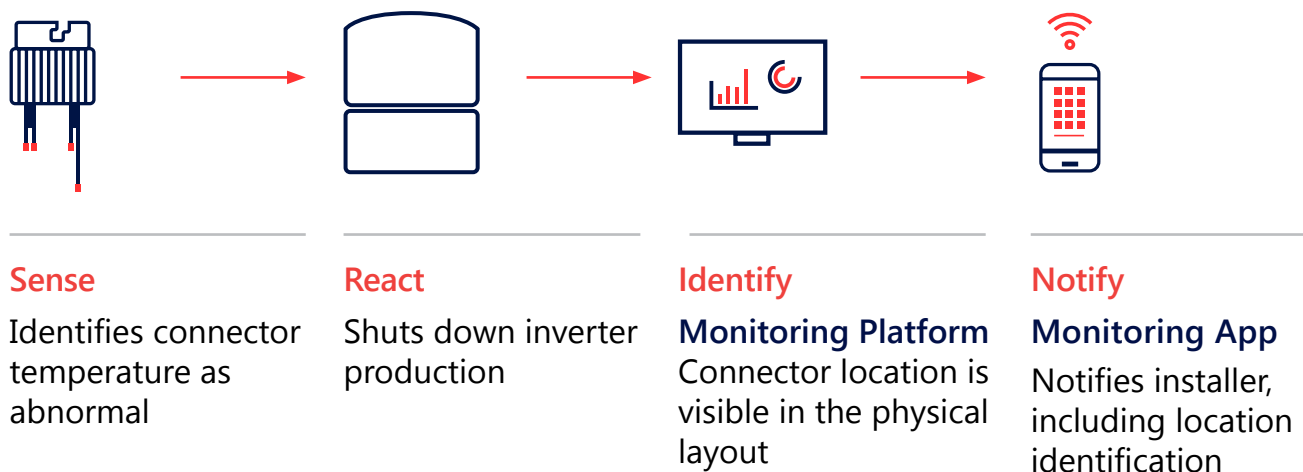 Sense
Identifies connector
temperature as
abnormal
React
Shuts down inverter
production
Identify
Monitoring Platform
Connector location is
visible in the physical
layout
Notify
Monitoring App
Notifies installer,
including location
identification